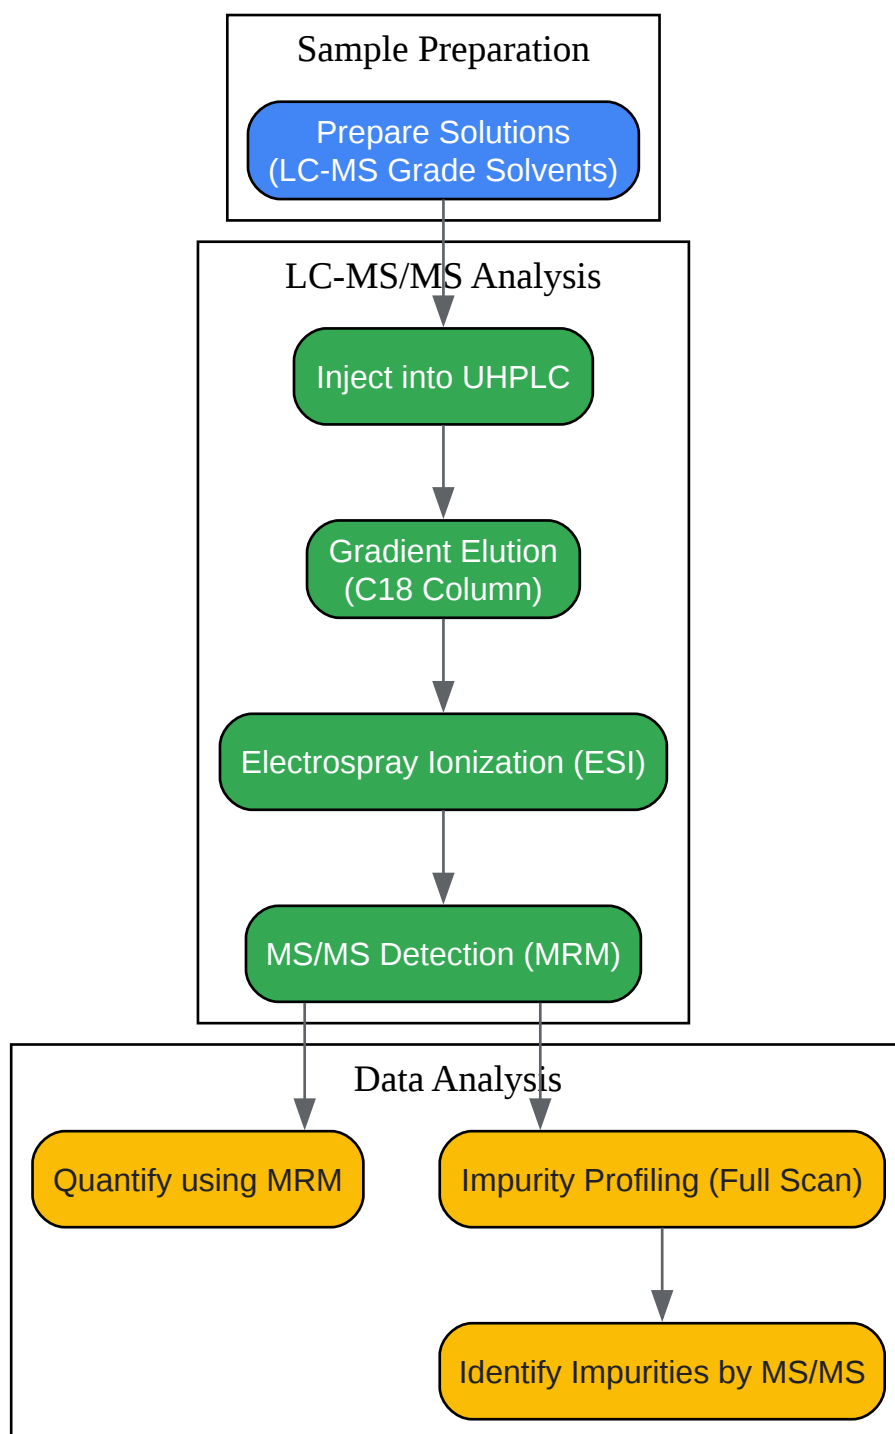 Sample Preparation
Prepare Solutions
(LC-MS Grade Solvents)
LC-MS/MS Analysis
Inject into UHPLC
Gradient Elution
(C18 Column)
Electrospray Ionization (ESI)
MS/MS Detection (MRM)
Data Analysis
Quantify using MRM
Impurity Profiling (Full Scan)
Identify Impurities by MS/MS